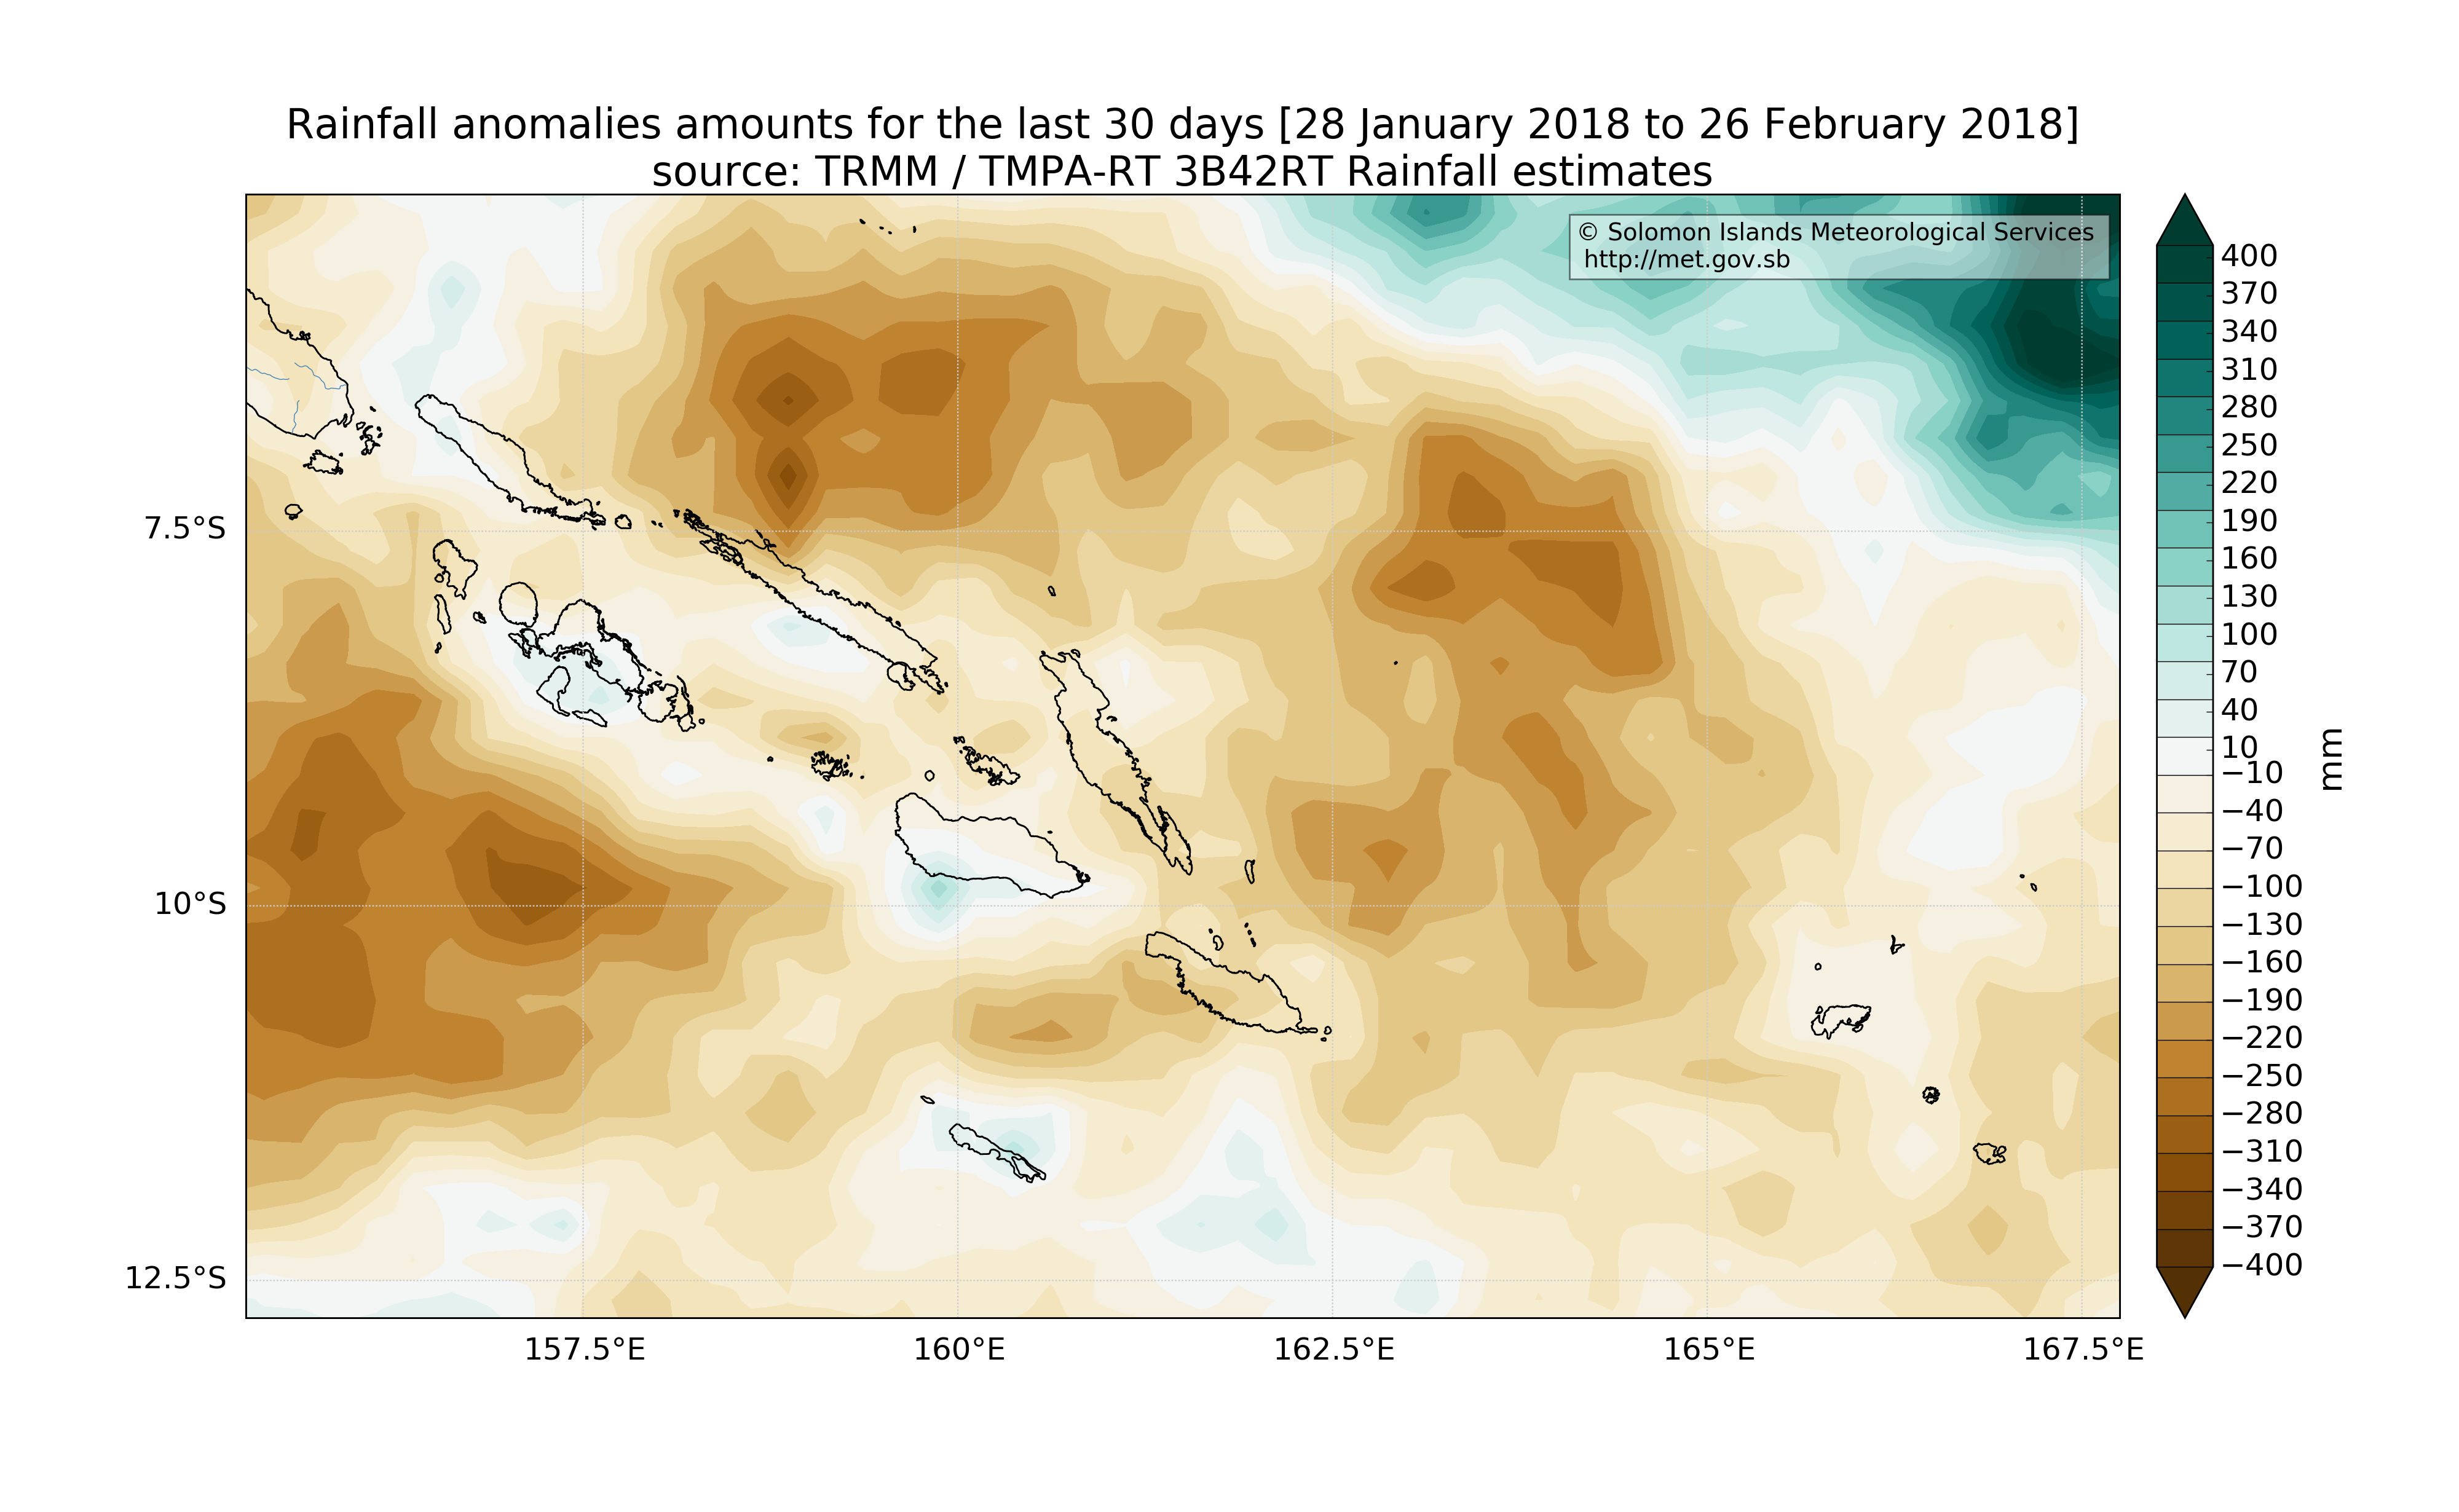 Rainfall anomalies amounts for the last 30 days [28 January 2018 to 26 February 2018]
source: TRMM / TMPA-RT 3B42RT Rainfall estimates
© Solomon Islands Meteorological Services
http://met.gov.sb
7.5°S
10°S
12.5°S
157.5°E
160°E
162.5°E
165°E
167.5°E
400
370
340
310
280
250
220
190
160
130
100
70
40
10
−10
−40
−70
−100
−130
−160
−190
−220
−250
−280
−310
−340
−370
−400
mm